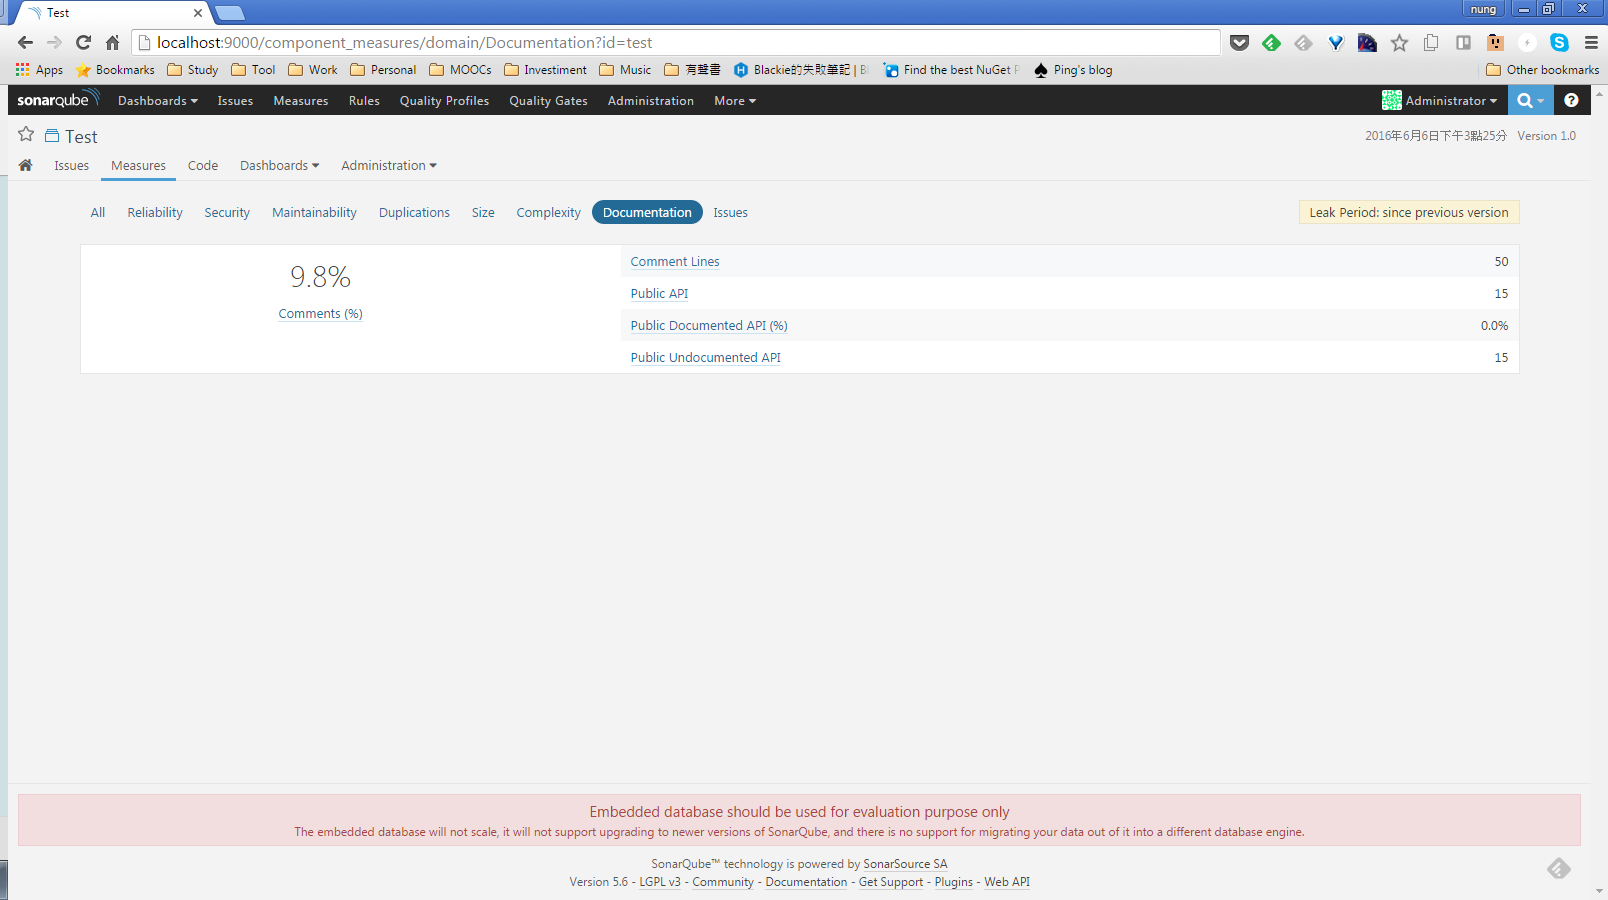 Test
nung
localhost:9000/component_measures/domain/Documentation?id=test
Apps Bookmarks Study Tool Work Personal MOOCs Investiment Music 有聲書 Blackie的失敗筆記 | Find the best NuGet Ping's blog Other bookmarks
sonarqube Dashboards Issues Measures Rules Quality Profiles Quality Gates Administration More Administrator
Test 2016年6月6日下午3點25分 Version 1.0
Issues Measures Code Dashboards Administration
All Reliability Security Maintainability Duplications Size Complexity Documentation Issues Leak Period: since previous version
9.8%
Comments (%)
Comment Lines 50
Public API 15
Public Documented API (%) 0.0%
Public Undocumented API 15
Embedded database should be used for evaluation purpose only
The embedded database will not scale, it will not support upgrading to newer versions of SonarQube, and there is no support for migrating your data out of it into a different database engine.
SonarQube™ technology is powered by SonarSource SA
Version 5.6 - LGPL v3 - Community - Documentation - Get Support - Plugins - Web API